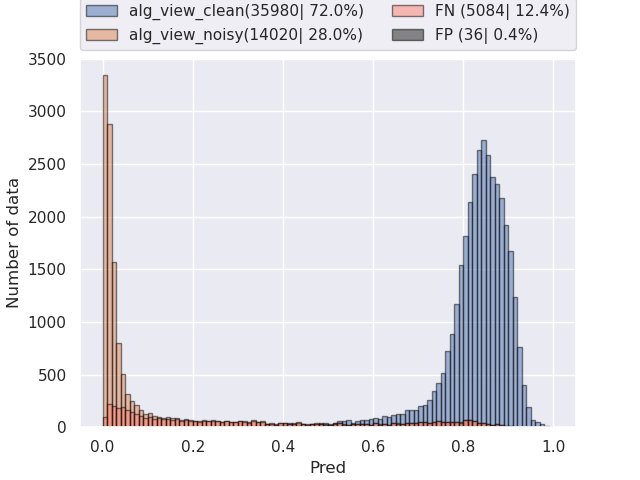 alg_view_clean(35980| 72.0%)
alg_view_noisy(14020| 28.0%)
FN (5084| 12.4%)
FP (36| 0.4%)
3500
3000
2500
2000
1500
1000
500
0
Number of data
0.0 0.2 0.4 0.6 0.8 1.0
Pred